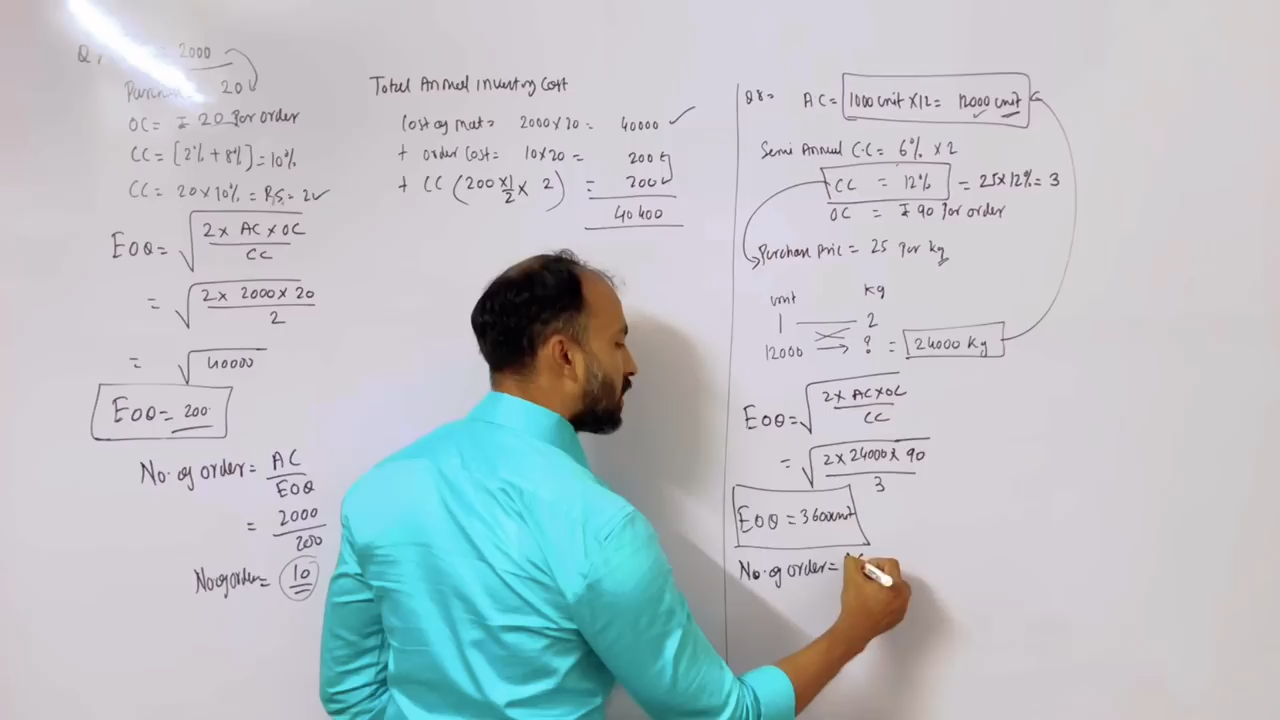 Q7 = 2000
Purchase 20
OC = ₹ 20 Per order
CC = [2% + 8%] = 10%
CC = 20 × 10% = RS. = 2 ✓
EOQ = √ 2 × AC × OC
CC
= √ 2 × 2000 × 20
2
= √ 40000
EOQ = 200
No. of order = AC
EOQ
= 2000
200
No of order = 10
Total Annual Inventory Cost
Cost of mat = 2000 × 20 = 40000 ✓
+ order cost = 10 × 20 = 200
+ CC (200 × 1/2 × 2) = 200
40400
Q8 = AC = 1000 unit × 12 = 12000 unit
✓
Semi Annual C.C = 6% × 2
CC = 12% = 25 × 12% = 3
OC = ₹ 90 Per order
Purchase Pric = 25 Per kg
unit kg
1 2
12000 → ? = 24000 Kg
EOQ = √ 2 × AC × OC
CC
= √ 2 × 24000 × 90
3
EOQ = 3600 unit
No. of order =